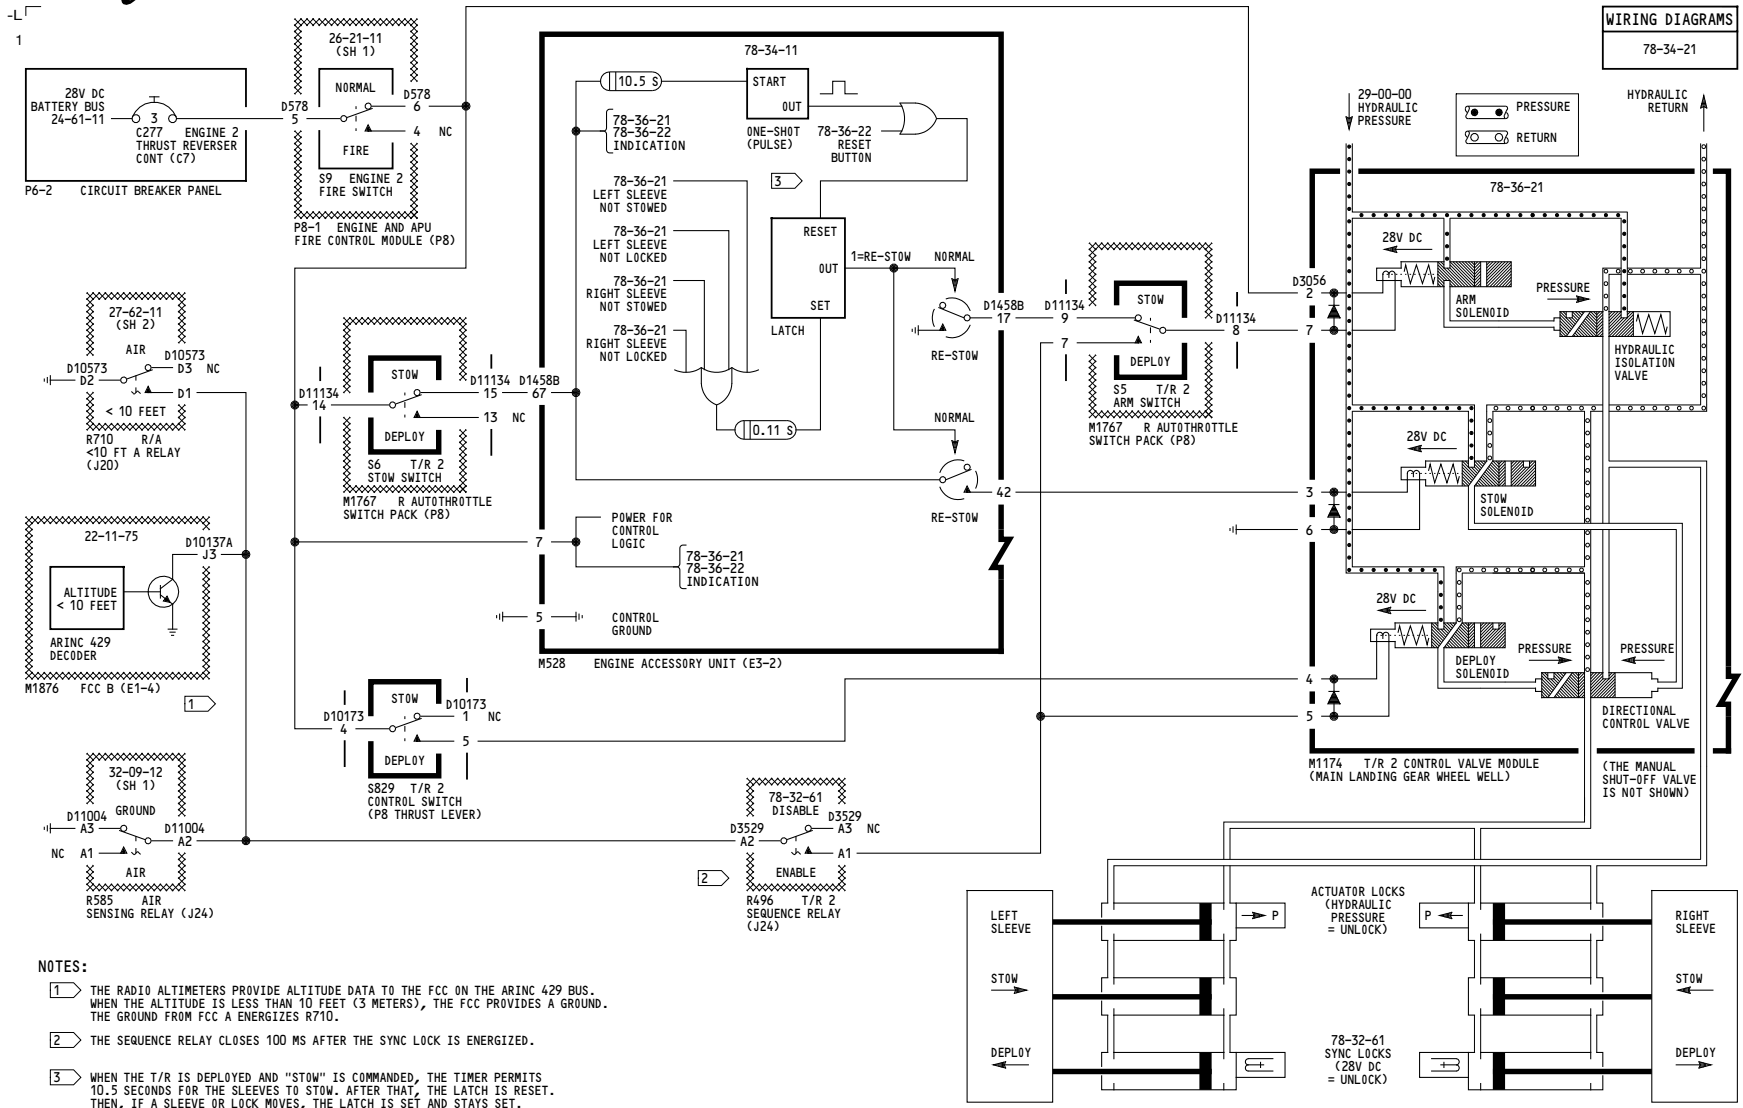 -L
1
WIRING DIAGRAMS
78-34-21
26-21-11
(SH 1)
NORMAL
FIRE
S9 ENGINE 2
FIRE SWITCH
P8-1 ENGINE AND APU
FIRE CONTROL MODULE (P8)
28V DC
BATTERY BUS
24-61-11
3
C277 ENGINE 2
THRUST REVERSER
CONT (C7)
P6-2 CIRCUIT BREAKER PANEL
D578
5
D578
6
4 NC
78-34-11
10.5 S
START
OUT
ONE-SHOT
(PULSE)
78-36-21
78-36-22
INDICATION
78-36-22
RESET
BUTTON
3
78-36-21
LEFT SLEEVE
NOT STOWED
78-36-21
LEFT SLEEVE
NOT LOCKED
78-36-21
RIGHT SLEEVE
NOT STOWED
78-36-21
RIGHT SLEEVE
NOT LOCKED
RESET
OUT
SET
LATCH
1=RE-STOW
0.11 S
NORMAL
RE-STOW
NORMAL
RE-STOW
D1458B
17
42
D11134
9
7
STOW
DEPLOY
D11134
8
S5 T/R 2
ARM SWITCH
M1767 R AUTOTHROTTLE
SWITCH PACK (P8)
27-62-11
(SH 2)
AIR
D10573
D2
D10573
D3 NC
D1
< 10 FEET
R710 R/A
<10 FT A RELAY
(J20)
D11134
14
STOW
DEPLOY
D11134
15
13 NC
D1458B
67
S6 T/R 2
STOW SWITCH
M1767 R AUTOTHROTTLE
SWITCH PACK (P8)
22-11-75
D10137A
J3
ALTITUDE
< 10 FEET
ARINC 429
DECODER
M1876 FCC B (E1-4)
1
7
POWER FOR
CONTROL
LOGIC
78-36-21
78-36-22
INDICATION
5
CONTROL
GROUND
M528 ENGINE ACCESSORY UNIT (E3-2)
D10173
4
STOW
DEPLOY
D10173
1 NC
5
S829 T/R 2
CONTROL SWITCH
(P8 THRUST LEVER)
32-09-12
(SH 1)
GROUND
D11004
A3
NC A1
D11004
A2
AIR
R585 AIR
SENSING RELAY (J24)
2
78-32-61
DISABLE
D3529
A2
D3529
A3 NC
A1
ENABLE
R496 T/R 2
SEQUENCE RELAY
(J24)
29-00-00
HYDRAULIC
PRESSURE
PRESSURE
RETURN
HYDRAULIC
RETURN
78-36-21
D3056
2
7
3
6
4
5
28V DC
ARM
SOLENOID
PRESSURE
HYDRAULIC
ISOLATION
VALVE
28V DC
STOW
SOLENOID
28V DC
DEPLOY
SOLENOID
PRESSURE
PRESSURE
DIRECTIONAL
CONTROL VALVE
M1174 T/R 2 CONTROL VALVE MODULE
(MAIN LANDING GEAR WHEEL WELL)
(THE MANUAL
SHUT-OFF VALVE
IS NOT SHOWN)
LEFT
SLEEVE
STOW
DEPLOY
P
ACTUATOR LOCKS
(HYDRAULIC
PRESSURE
= UNLOCK)
P
78-32-61
SYNC LOCKS
(28V DC
= UNLOCK)
RIGHT
SLEEVE
STOW
DEPLOY
NOTES:
1 THE RADIO ALTIMETERS PROVIDE ALTITUDE DATA TO THE FCC ON THE ARINC 429 BUS.
WHEN THE ALTITUDE IS LESS THAN 10 FEET (3 METERS), THE FCC PROVIDES A GROUND.
THE GROUND FROM FCC A ENERGIZES R710.
2 THE SEQUENCE RELAY CLOSES 100 MS AFTER THE SYNC LOCK IS ENERGIZED.
3 WHEN THE T/R IS DEPLOYED AND "STOW" IS COMMANDED, THE TIMER PERMITS
10.5 SECONDS FOR THE SLEEVES TO STOW. AFTER THAT, THE LATCH IS RESET.
THEN, IF A SLEEVE OR LOCK MOVES, THE LATCH IS SET AND STAYS SET.